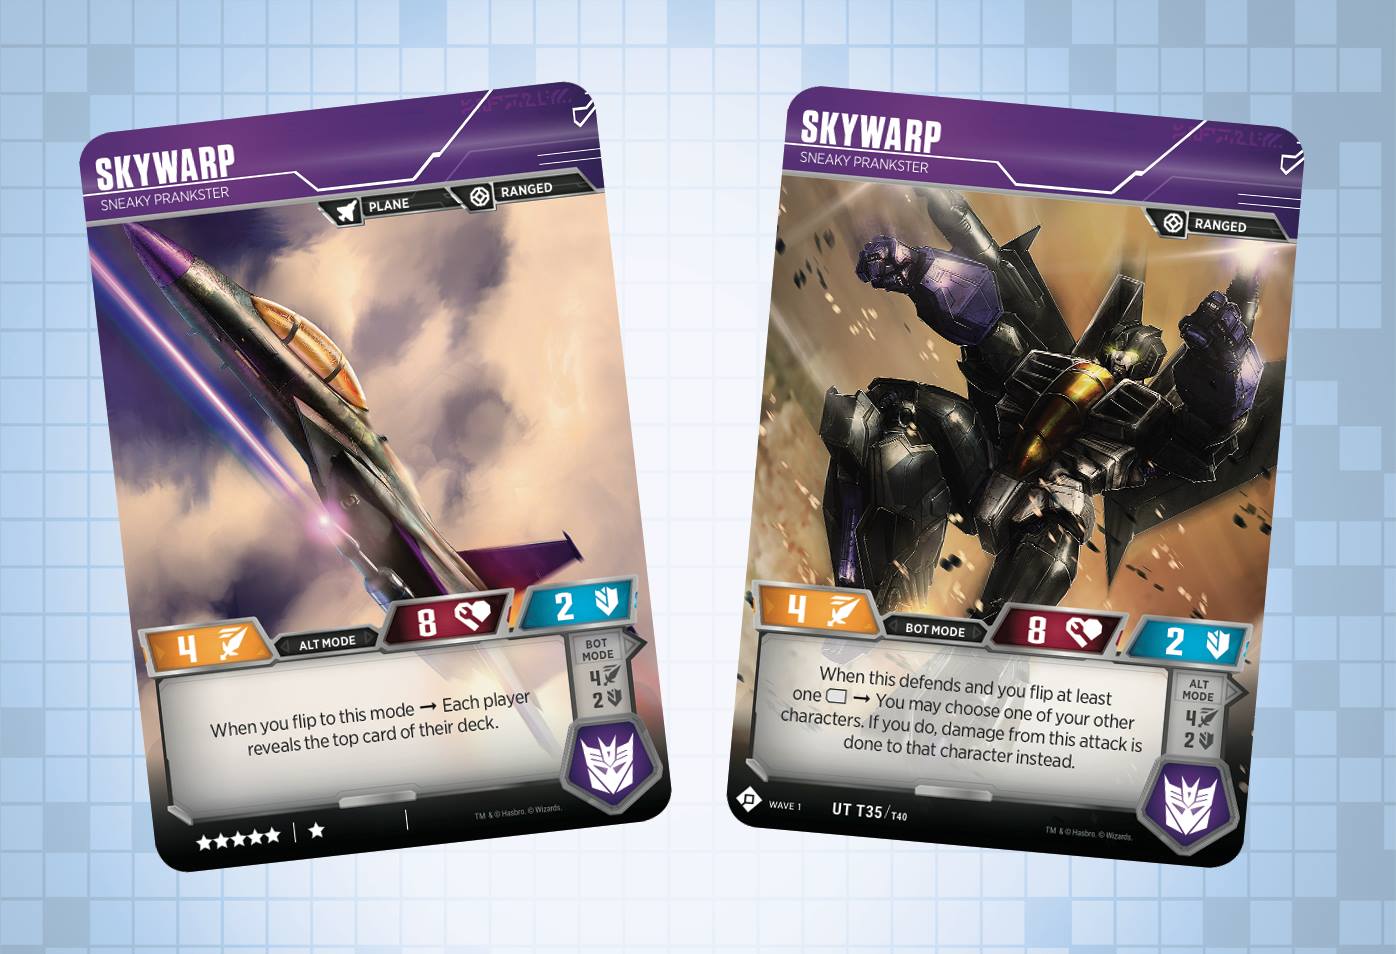 SKYWARP
SNEAKY PRANKSTER
PLANE
RANGED
4
ALT MODE
8
2
BOT
MODE
4
2
When you flip to this mode → Each player
reveals the top card of their deck.
TM & © Hasbro. © Wizards.
SKYWARP
SNEAKY PRANKSTER
RANGED
4
BOT MODE
8
2
ALT
MODE
4
2
When this defends and you flip at least
one → You may choose one of your other
characters. If you do, damage from this attack is
done to that character instead.
WAVE 1
UT T35/T40
TM & © Hasbro. © Wizards.